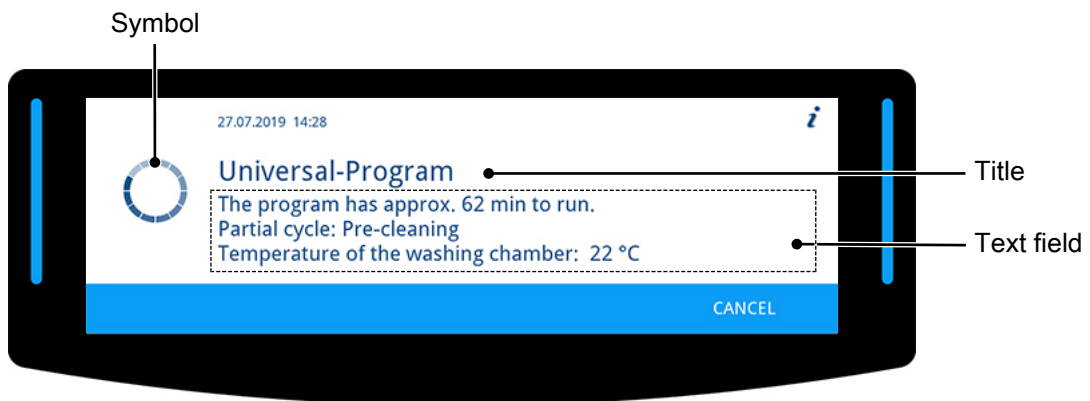 Symbol
27.07.2019 14:28
i
Universal-Program
Title
The program has approx. 62 min to run.
Partial cycle: Pre-cleaning
Text field
Temperature of the washing chamber: 22 °C
CANCEL